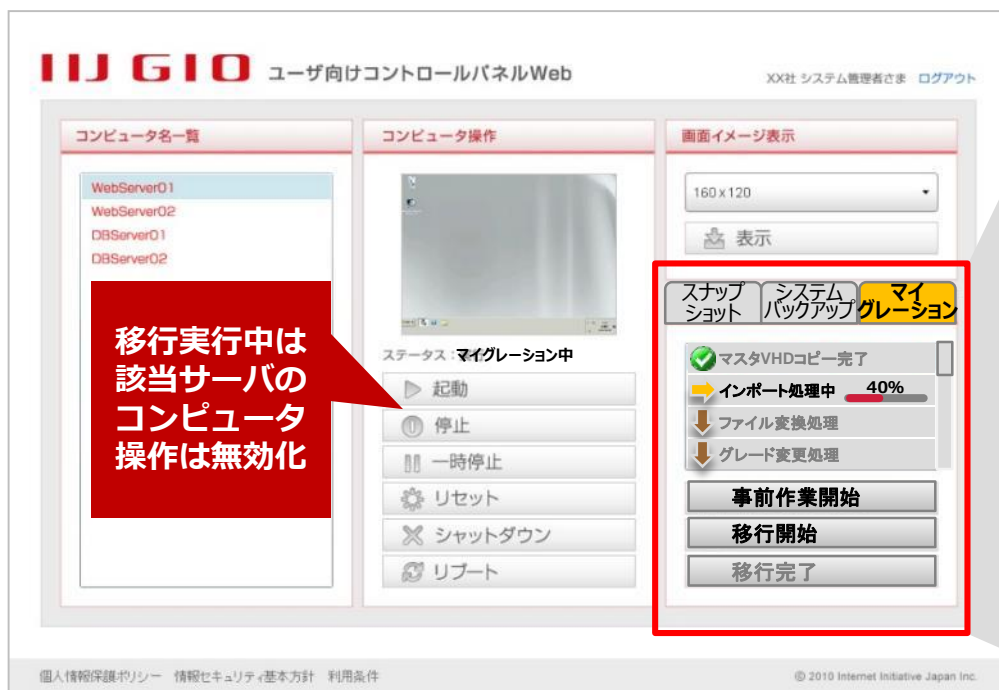 IIJ GIO ユーザ向けコントロールパネルWeb
XX社 システム管理者さま ログアウト
コンピュータ名一覧
WebServer01
WebServer02
DBServer01
DBServer02
移行実行中は
該当サーバの
コンピュータ
操作は無効化
コンピュータ操作
ステータス：マイグレーション中
起動
停止
一時停止
リセット
シャットダウン
リブート
画面イメージ表示
160 x 120
表示
スナップ
ショット
システム
バックアップ
マイ
グレーション
マスタVHDコピー完了
インポート処理中 40%
ファイル変換処理
グレード変更処理
事前作業開始
移行開始
移行完了
個人情報保護ポリシー 情報セキュリティ基本方針 利用条件
© 2010 Internet Initiative Japan Inc.